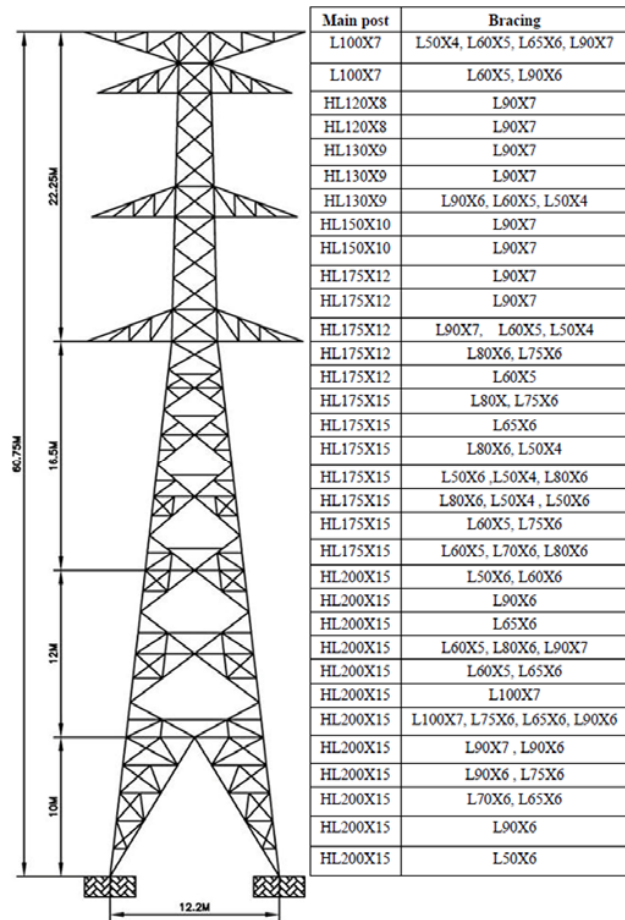 Main post Bracing
L100X7 L50X4, L60X5, L65X6, L90X7
L100X7 L60X5, L90X6
HL120X8 L90X7
HL120X8 L90X7
HL130X9 L90X7
HL130X9 L90X7
HL130X9 L90X6, L60X5, L50X4
HL150X10 L90X7
HL150X10 L90X7
HL175X12 L90X7
HL175X12 L90X7
HL175X12 L90X7, L60X5, L50X4
HL175X12 L80X6, L75X6
HL175X12 L60X5
HL175X15 L80X, L75X6
HL175X15 L65X6
HL175X15 L80X6, L50X4
HL175X15 L50X6 ,L50X4, L80X6
HL175X15 L80X6, L50X4 , L50X6
HL175X15 L60X5, L75X6
HL175X15 L60X5, L70X6, L80X6
HL200X15 L50X6, L60X6
HL200X15 L90X6
HL200X15 L65X6
HL200X15 L60X5, L80X6, L90X7
HL200X15 L60X5, L65X6
HL200X15 L100X7
HL200X15 L100X7, L75X6, L65X6, L90X6
HL200X15 L90X7 , L90X6
HL200X15 L90X6 , L75X6
HL200X15 L70X6, L65X6
HL200X15 L90X6
HL200X15 L50X6
60.75M
22.25M
16.5M
12M
10M
12.2M